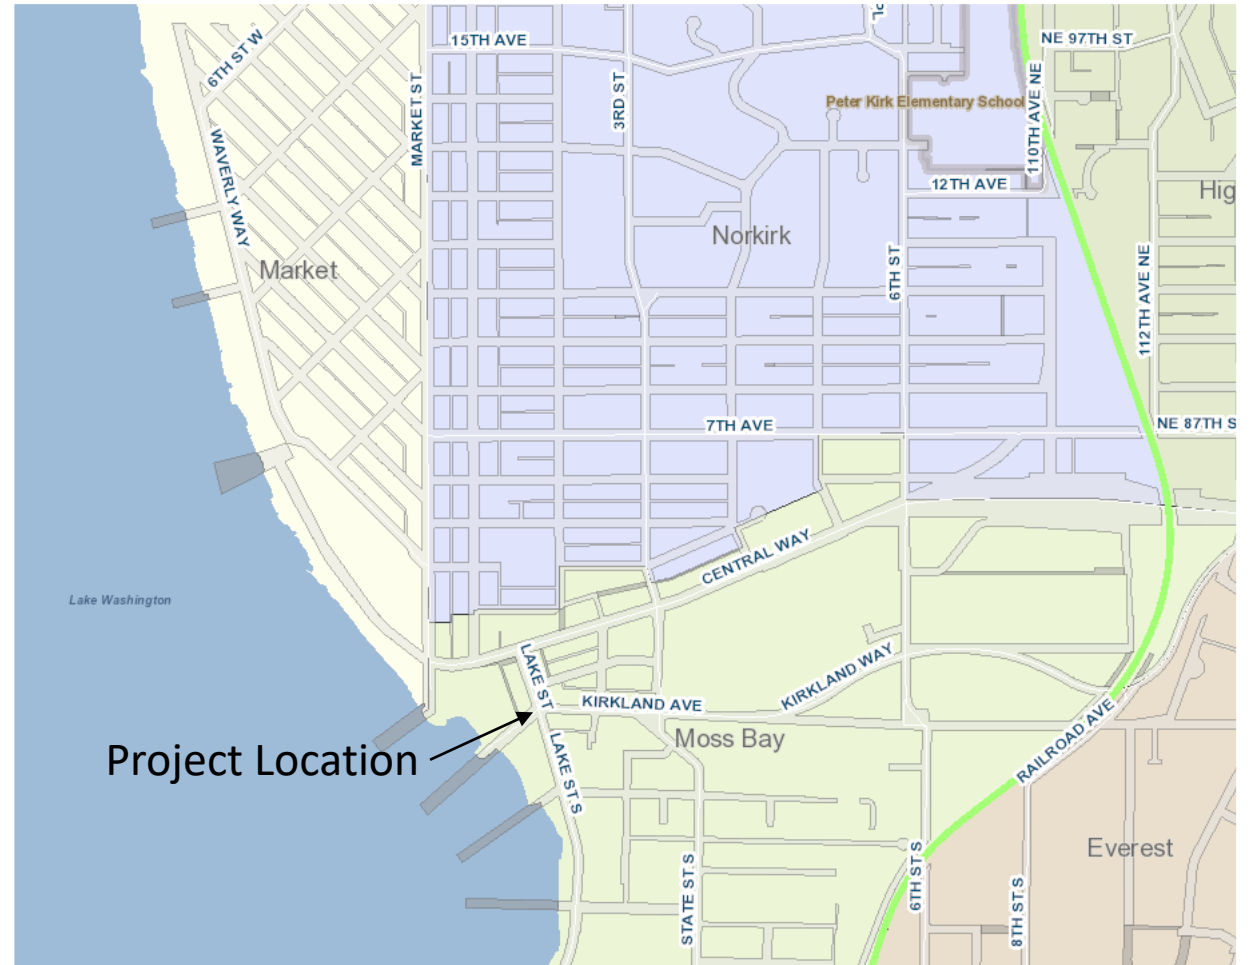 PL
15TH AVE
NE 97TH ST
6TH ST W
MARKET ST
3RD ST
Peter Kirk Elementary School
110TH AVE NE
WAVERLY WAY
12TH AVE
Hig
Norkirk
Market
6TH ST
112TH AVE NE
7TH AVE
NE 87TH S
CENTRAL WAY
Lake Washington
LAKE ST
KIRKLAND AVE
KIRKLAND WAY
Moss Bay
Project Location
LAKE ST S
RAILROAD AVE
Everest
STATE ST S
6TH ST S
8TH ST S